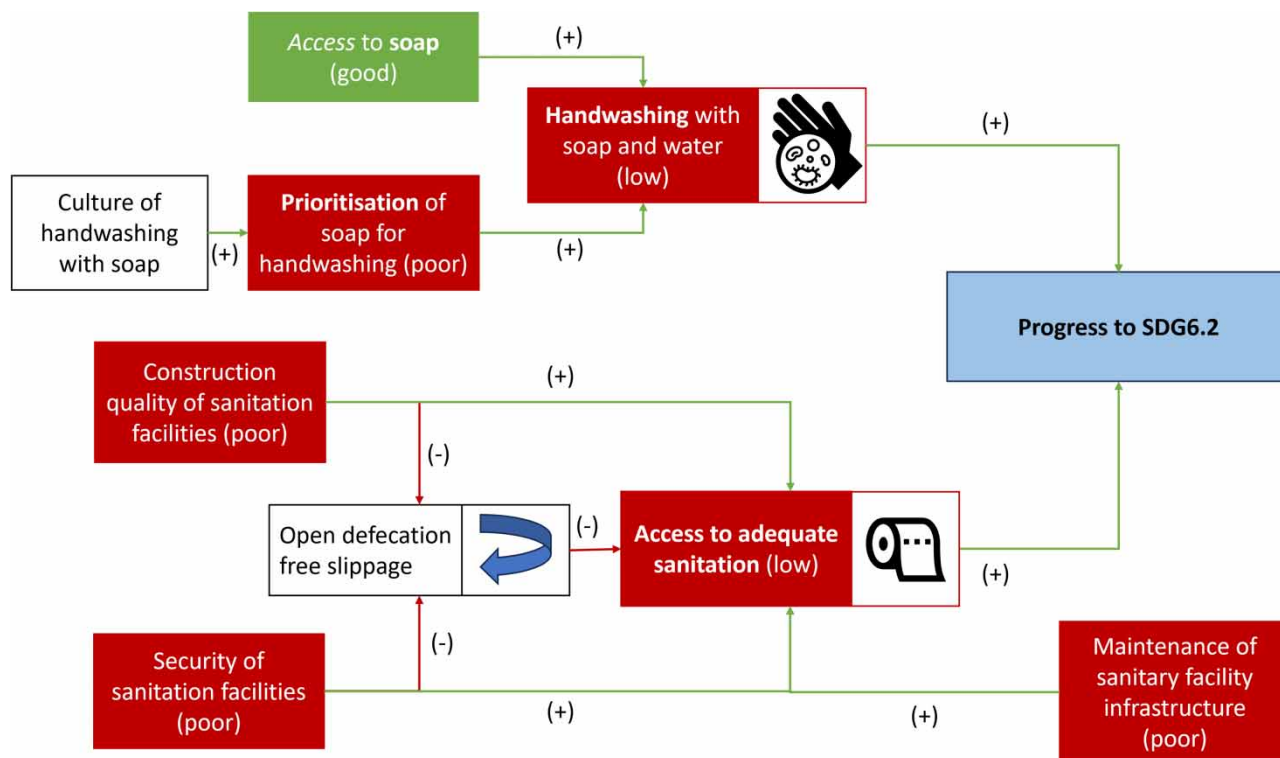 Access to soap
(good)
(+)
Handwashing with
soap and water
(low)
(+)
Culture of
handwashing
with soap
(+)
Prioritisation of
soap for
handwashing (poor)
(+)
Progress to SDG6.2
Construction
quality of sanitation
facilities (poor)
(+)
(-)
Open defecation
free slippage
(-)
Access to adequate
sanitation (low)
(+)
(-)
Security of
sanitation facilities
(poor)
(+)
(+)
Maintenance of
sanitary facility
infrastructure
(poor)